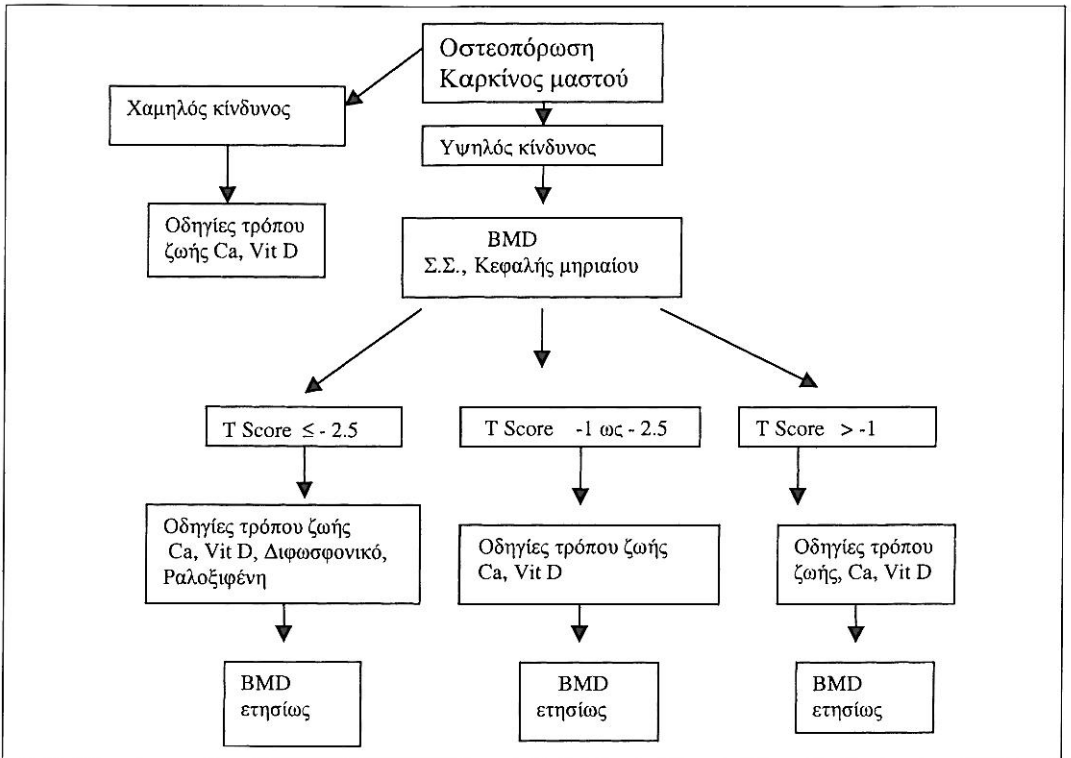 Οστεοπόρωση
Καρκίνος μαστού
Χαμηλός κίνδυνος
Υψηλός κίνδυνος
Οδηγίες τρόπου
ζωής Ca, Vit D
BMD
Σ.Σ., Κεφαλής μηριαίου
T Score ≤ - 2.5
T Score -1 ως - 2.5
T Score > -1
Οδηγίες τρόπου ζωής
Ca, Vit D, Διφωσφονικό,
Ραλοξιφένη
Οδηγίες τρόπου ζωής
Ca, Vit D
Οδηγίες τρόπου
ζωής, Ca, Vit D
BMD
ετησίως
BMD
ετησίως
BMD
ετησίως